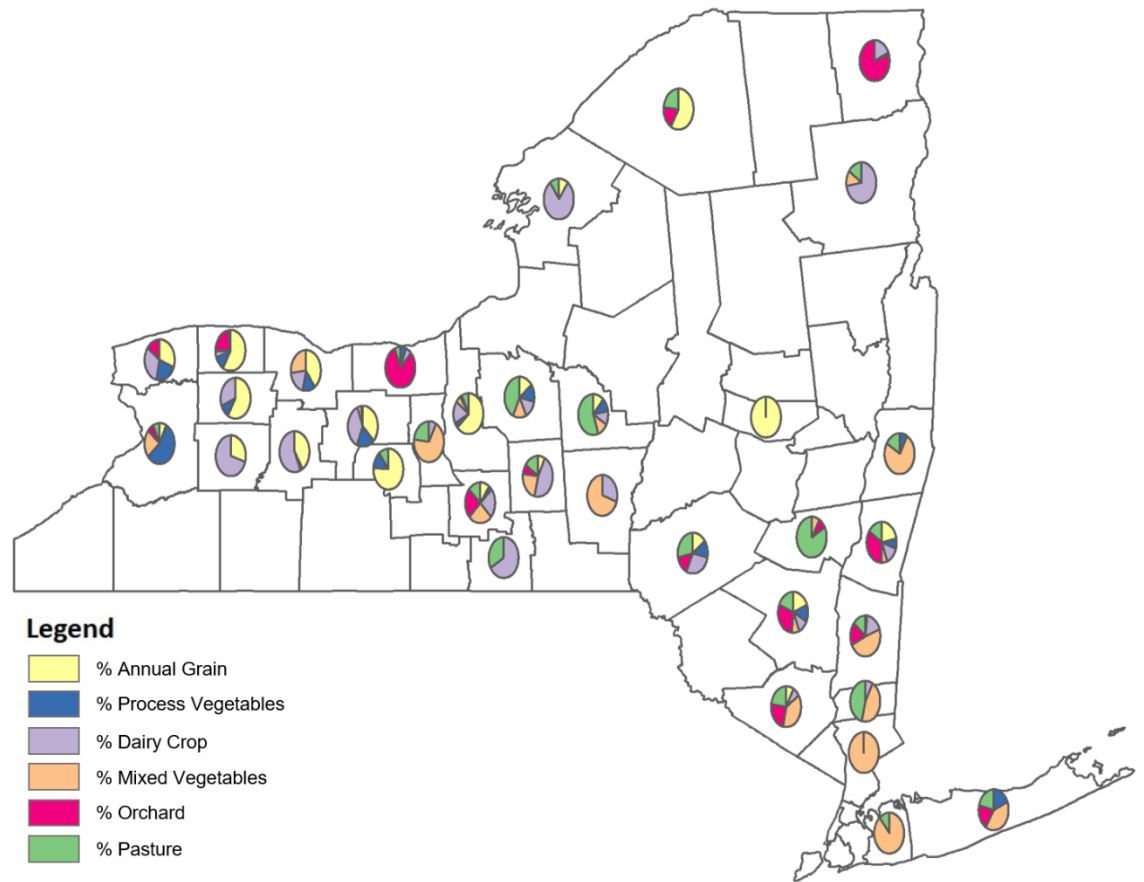 Legend
% Annual Grain
% Process Vegetables
% Dairy Crop
% Mixed Vegetables
% Orchard
% Pasture